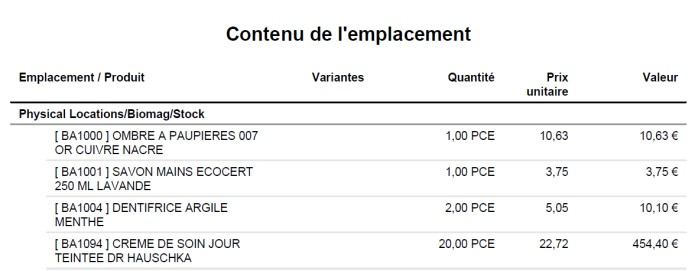 Contenu de l'emplacement
Emplacement / Produit Variantes Quantité Prix unitaire Valeur
Physical Locations/Biomag/Stock
[ BA1000 ] OMBRE A PAUPIERES 007 1,00 PCE 10,63 10,63 €
OR CUIVRE NACRE
[ BA1001 ] SAVON MAINS ECOCERT 1,00 PCE 3,75 3,75 €
250 ML LAVANDE
[ BA1004 ] DENTIFRICE ARGILE 2,00 PCE 5,05 10,10 €
MENTHE
[ BA1094 ] CREME DE SOIN JOUR 20,00 PCE 22,72 454,40 €
TEINTEE DR HAUSCHKA